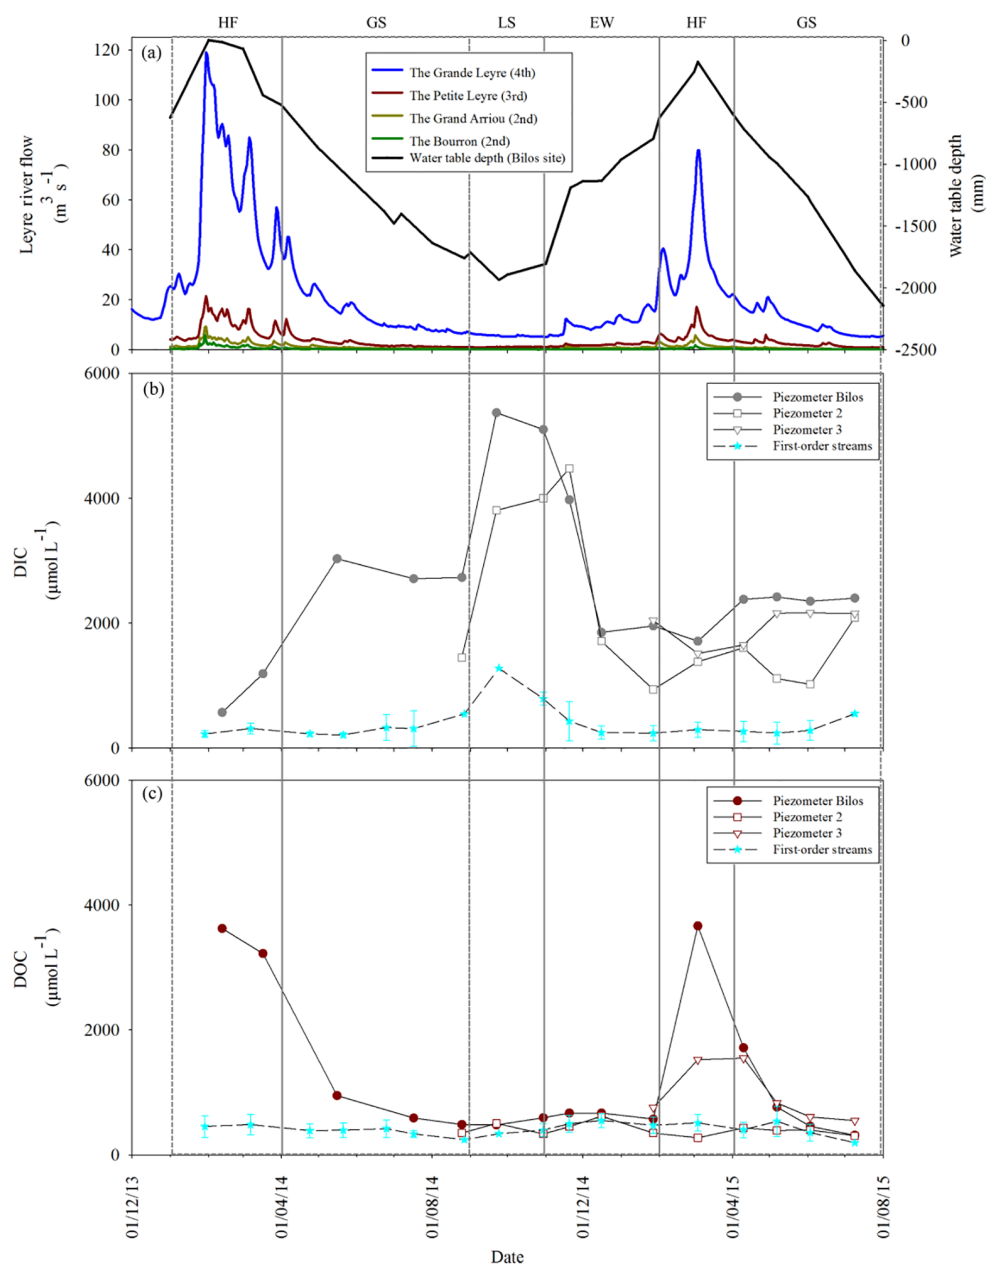 HF GS LS EW HF GS
(a)
The Grande Leyre (4th)
The Petite Leyre (3rd)
The Grand Arriou (2nd)
The Bourron (2nd)
Water table depth (Bilos site)
120
100
80
60
40
20
0
Leyre river flow
(m³ s⁻¹)
0
-500
-1000
-1500
-2000
-2500
Water table depth
(mm)
(b)
Piezometer Bilos
Piezometer 2
Piezometer 3
First-order streams
6000
4000
2000
0
DIC
(µmol L⁻¹)
(c)
Piezometer Bilos
Piezometer 2
Piezometer 3
First-order streams
6000
4000
2000
0
DOC
(µmol L⁻¹)
01/12/13 01/04/14 01/08/14 01/12/14 01/04/15 01/08/15
Date